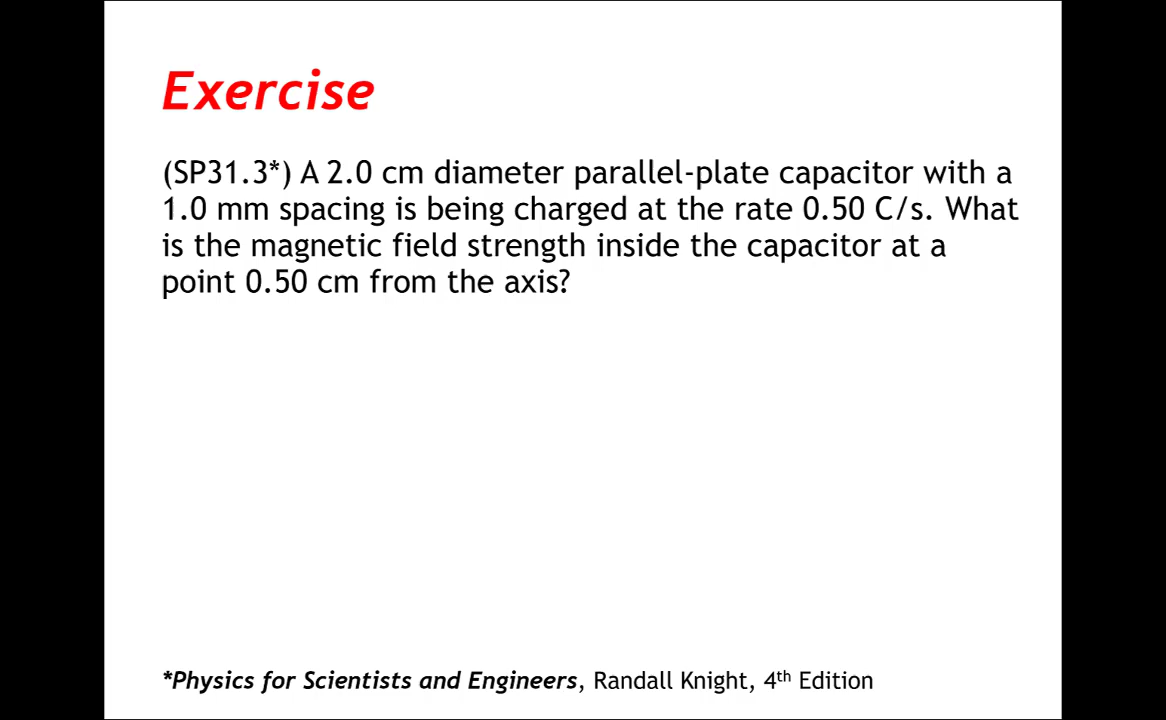 Exercise
(SP31.3*) A 2.0 cm diameter parallel-plate capacitor with a
1.0 mm spacing is being charged at the rate 0.50 C/s. What
is the magnetic field strength inside the capacitor at a
point 0.50 cm from the axis?
*Physics for Scientists and Engineers, Randall Knight, 4th Edition